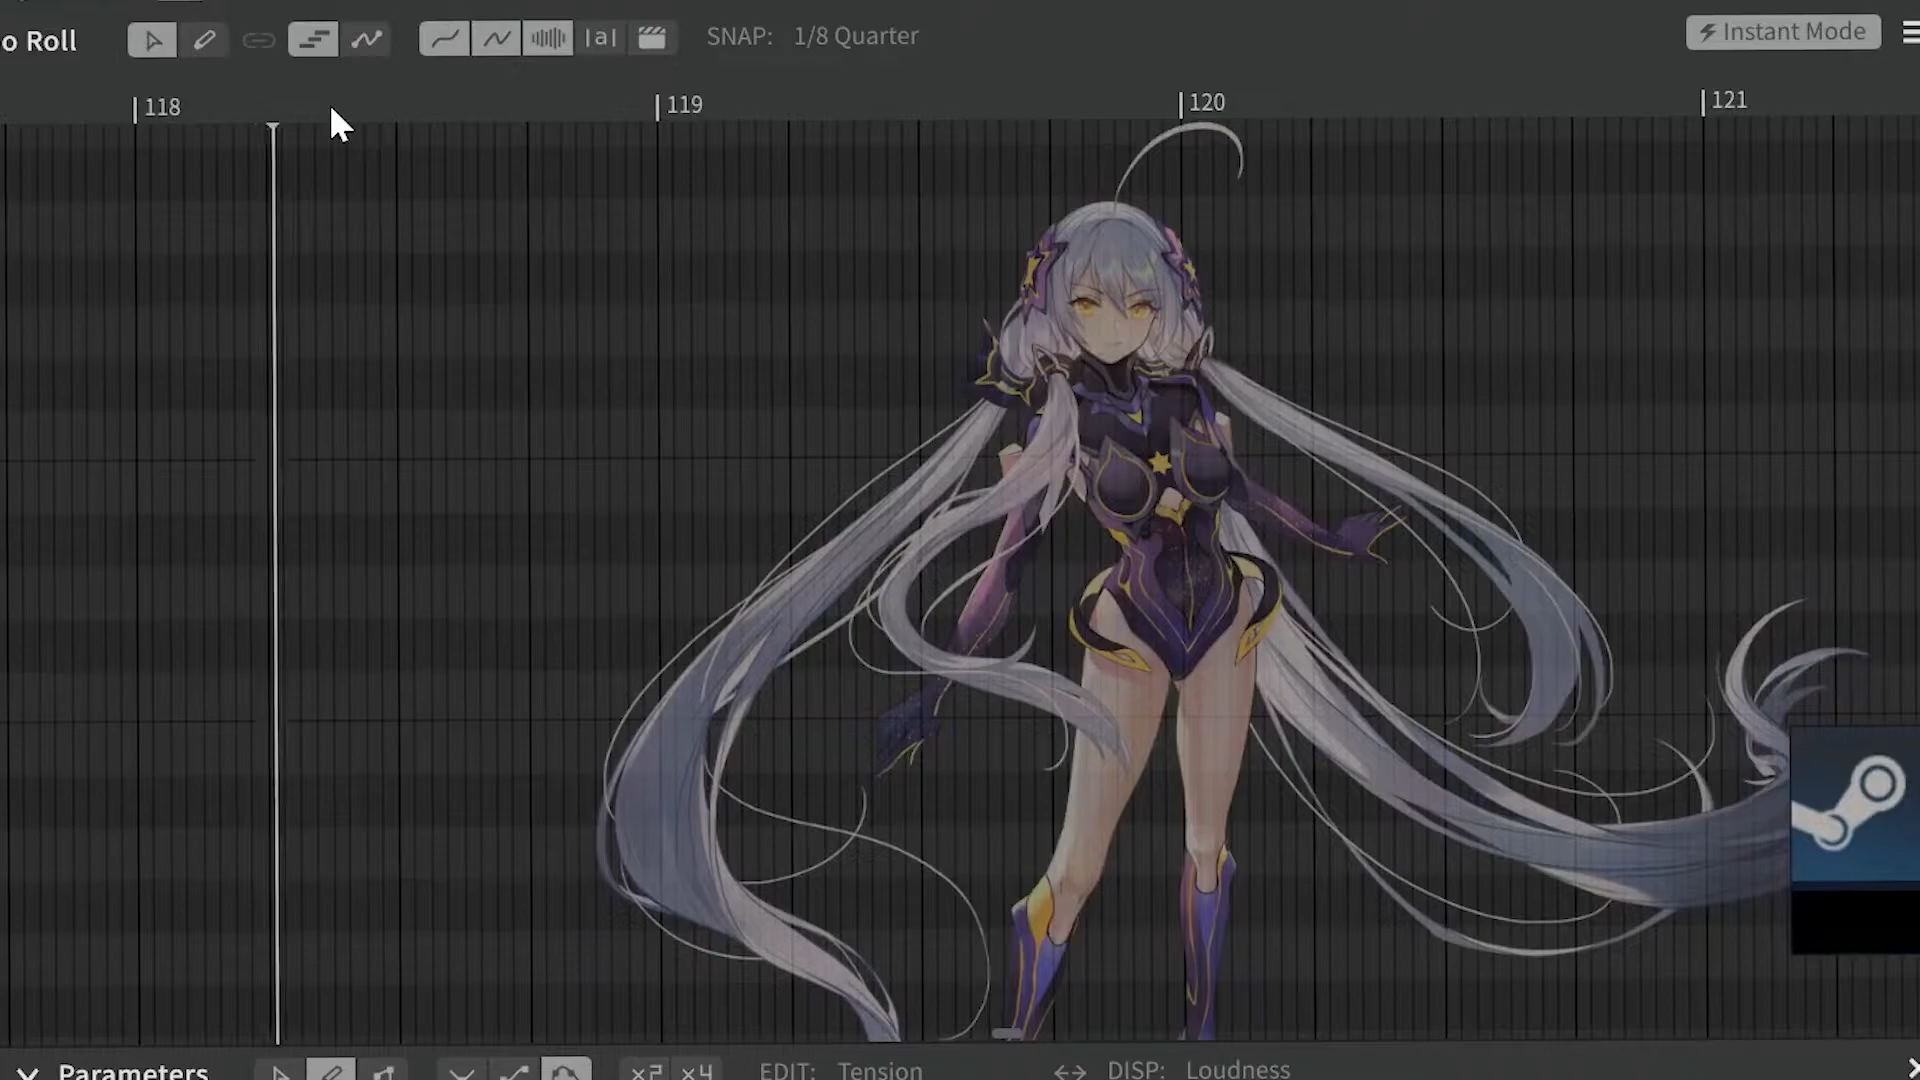 o Roll
|a|
SNAP: 1/8 Quarter
Instant Mode
118
119
120
121
Parameters
x2 x4
EDIT: Tension
DISP: Loudness